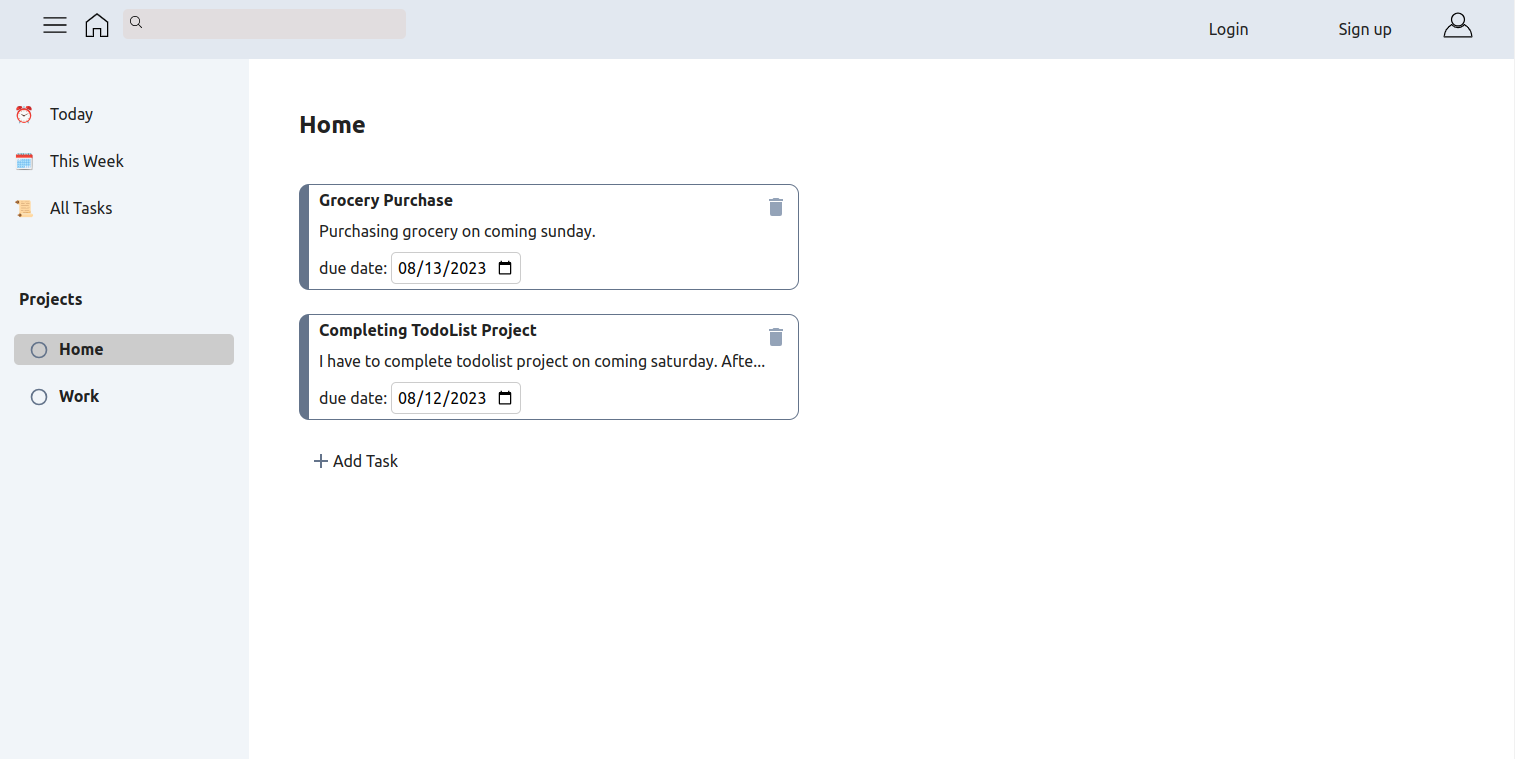 Login
Sign up
Today
This Week
All Tasks
Projects
Home
Work
Home
Grocery Purchase
Purchasing grocery on coming sunday.
due date: 08/13/2023
Completing TodoList Project
I have to complete todolist project on coming saturday. Afte...
due date: 08/12/2023
Add Task